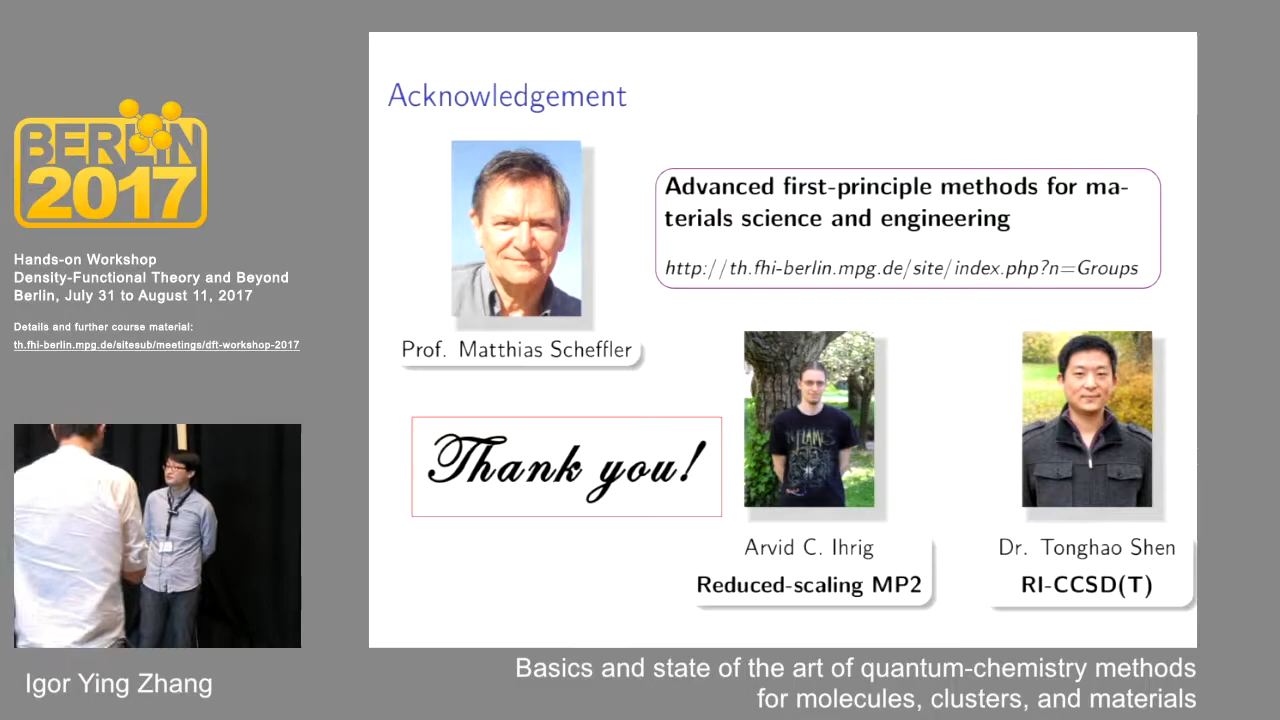 BERLIN
2017
Hands-on Workshop
Density-Functional Theory and Beyond
Berlin, July 31 to August 11, 2017
Details and further course material:
th.fhi-berlin.mpg.de/sitesub/meetings/dft-workshop-2017
Acknowledgement
Advanced first-principle methods for ma-
terials science and engineering
http://th.fhi-berlin.mpg.de/site/index.php?n=Groups
Prof. Matthias Scheffler
Thank you!
Arvid C. Ihrig
Reduced-scaling MP2
Dr. Tonghao Shen
RI-CCSD(T)
Igor Ying Zhang
Basics and state of the art of quantum-chemistry methods
for molecules, clusters, and materials